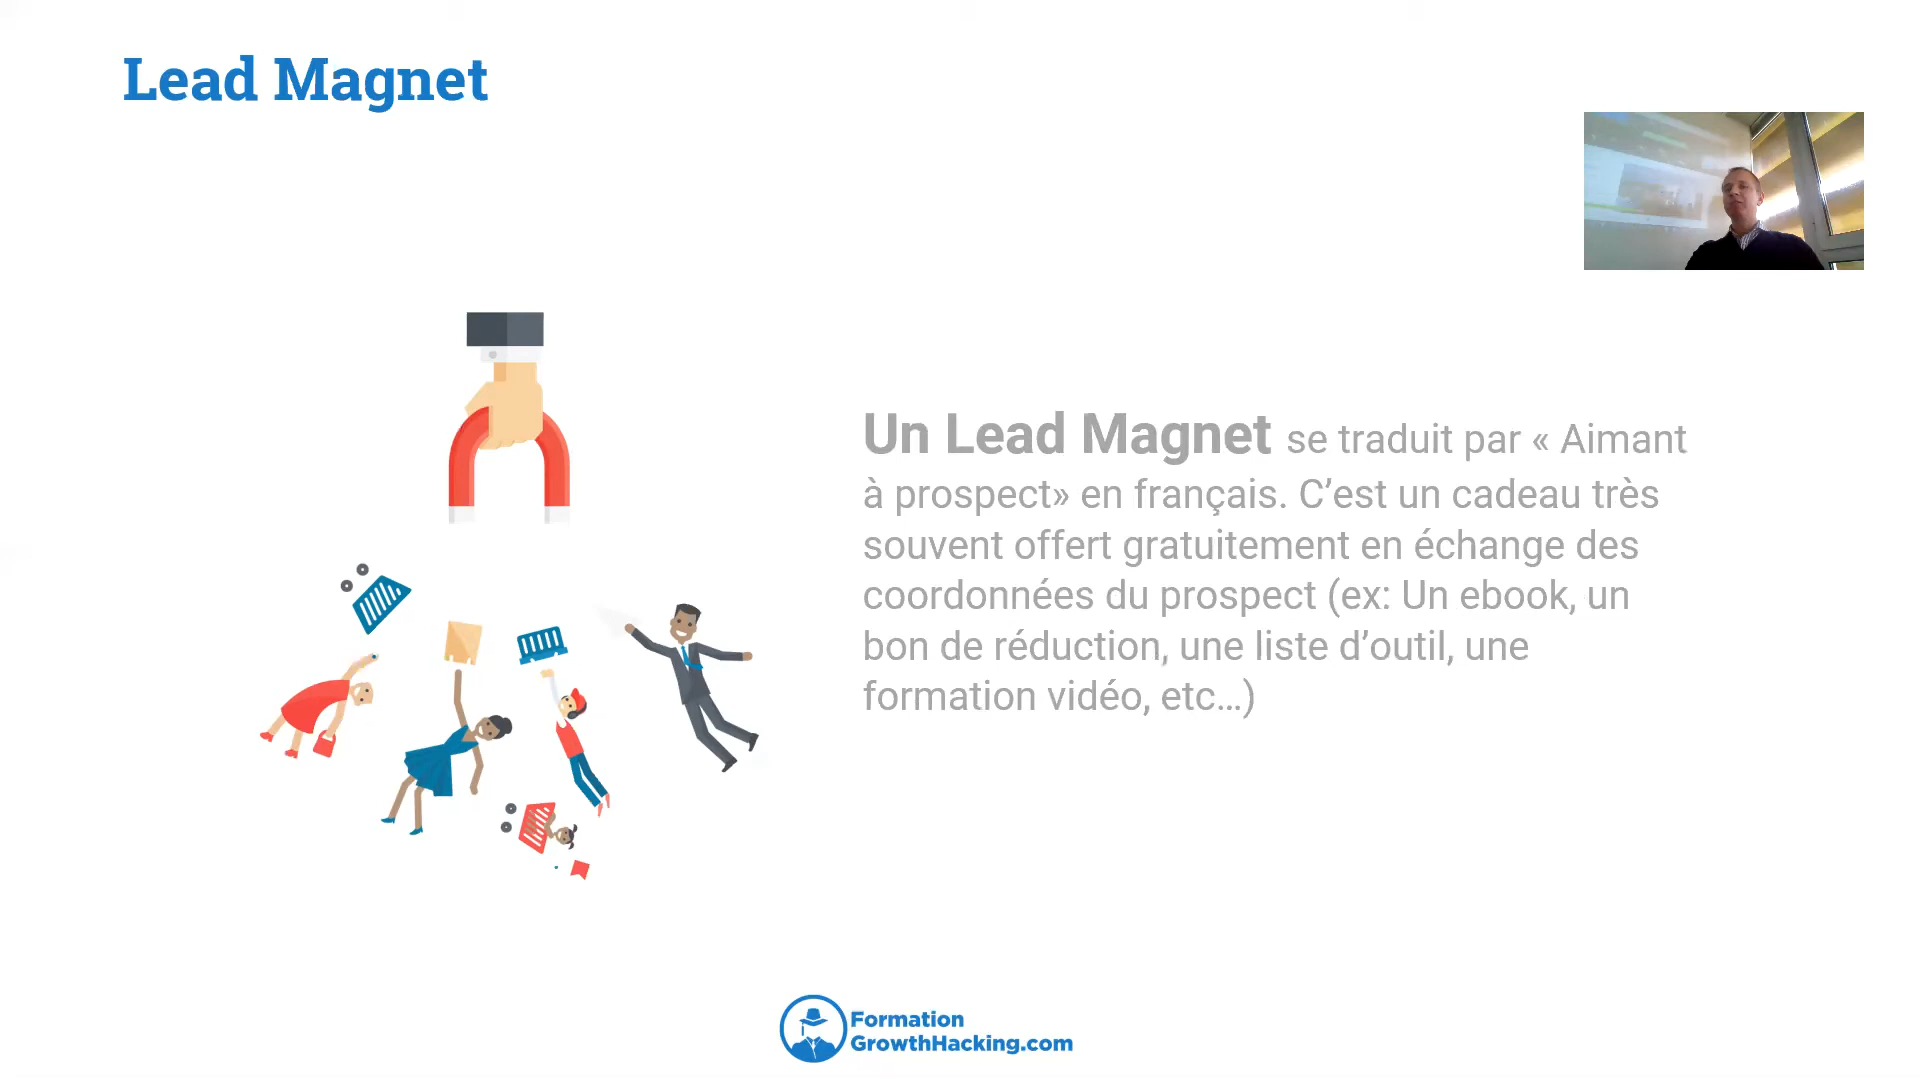 Lead Magnet
Un Lead Magnet se traduit par « Aimant
à prospect» en français. C’est un cadeau très
souvent offert gratuitement en échange des
coordonnées du prospect (ex: Un ebook, un
bon de réduction, une liste d’outil, une
formation vidéo, etc…)
Formation
GrowthHacking.com